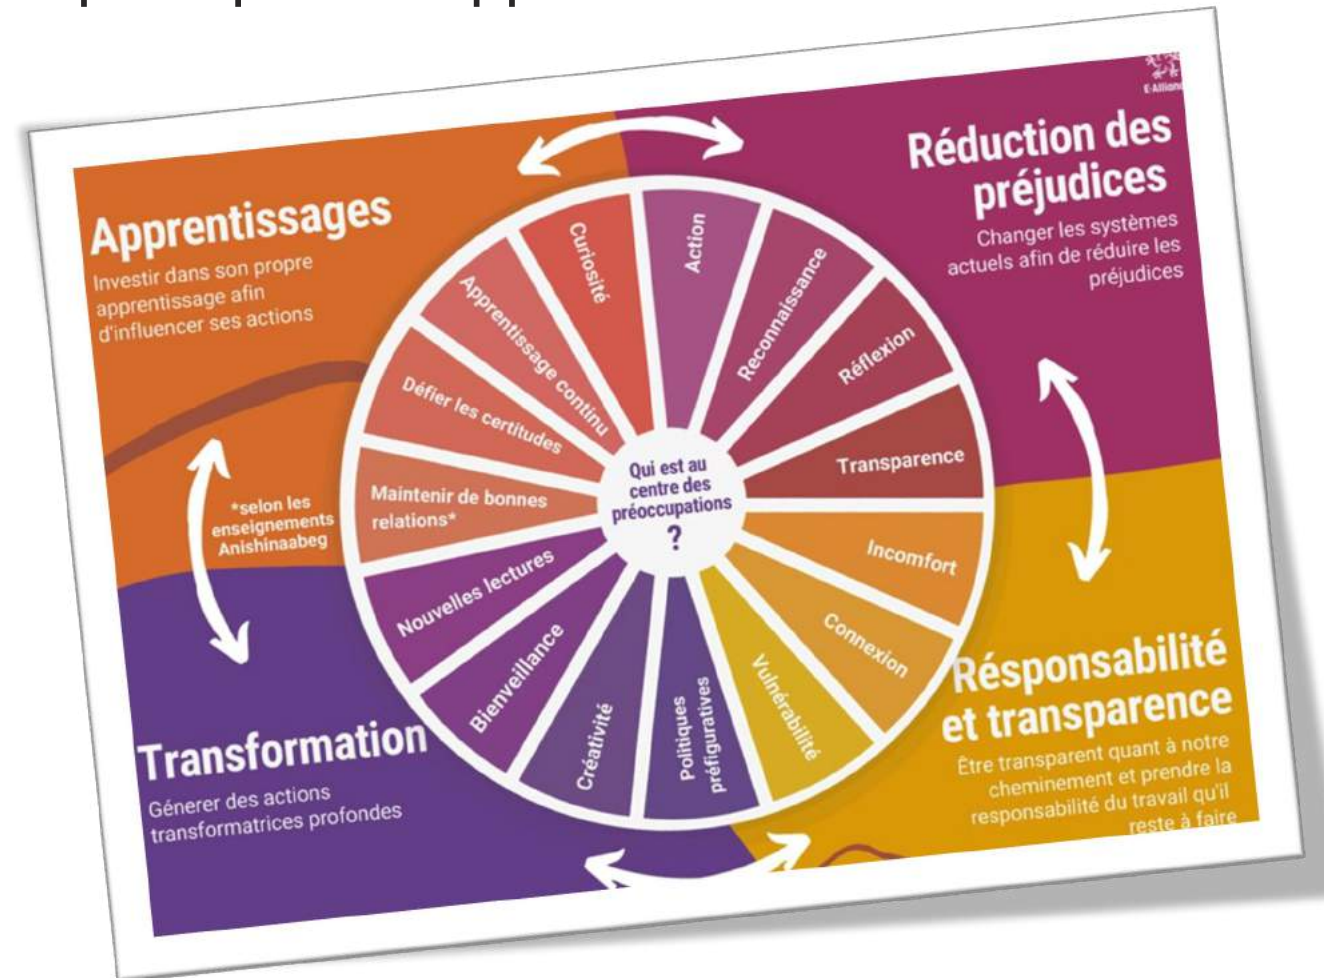 E-Allian
Réduction des
préjudices
Changer les systèmes
actuels afin de réduire les
préjudices
Apprentissages
Investir dans son propre
apprentissage afin
d'influencer ses actions
*selon les
enseignements
Anishinaabeg
Curiosité
Action
Reconnaissance
Réflexion
Transparence
Incomfort
Connexion
Vulnérabilité
Politiques
préfiguratives
Créativité
Bienveillance
Nouvelles lectures
Maintenir de bonnes
relations*
Défier les certitudes
Apprentissage continu
Qui est au
centre des
préoccupations
?
Transformation
Génerer des actions
transformatrices profondes
Résponsabilité
et transparence
Être transparent quant à notre
cheminement et prendre la
responsabilité du travail qu'il
reste à faire